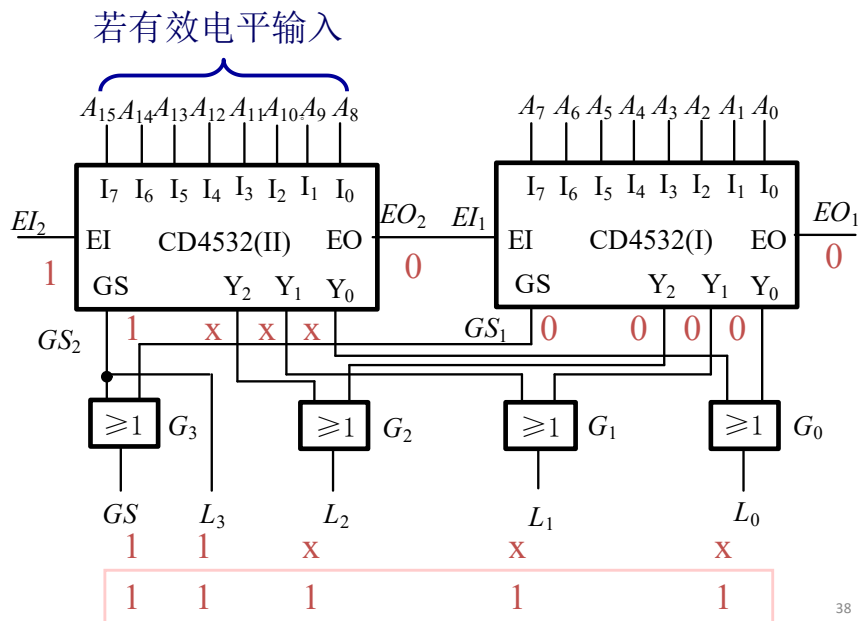 若有效电平输入
A₁₅ A₁₄ A₁₃ A₁₂ A₁₁ A₁₀ A₉ A₈ A₇ A₆ A₅ A₄ A₃ A₂ A₁ A₀
I₇ I₆ I₅ I₄ I₃ I₂ I₁ I₀ I₇ I₆ I₅ I₄ I₃ I₂ I₁ I₀
EI₂ EI CD4532(II) EO EO₂ EI₁ EI CD4532(I) EO EO₁
1 0 0
GS Y₂ Y₁ Y₀ GS Y₂ Y₁ Y₀
GS₂ 1 x x x GS₁ 0 0 0 0
≥1 G₃ ≥1 G₂ ≥1 G₁ ≥1 G₀
GS L₃ L₂ L₁ L₀
1 1 x x x
1 1 1 1 1
38